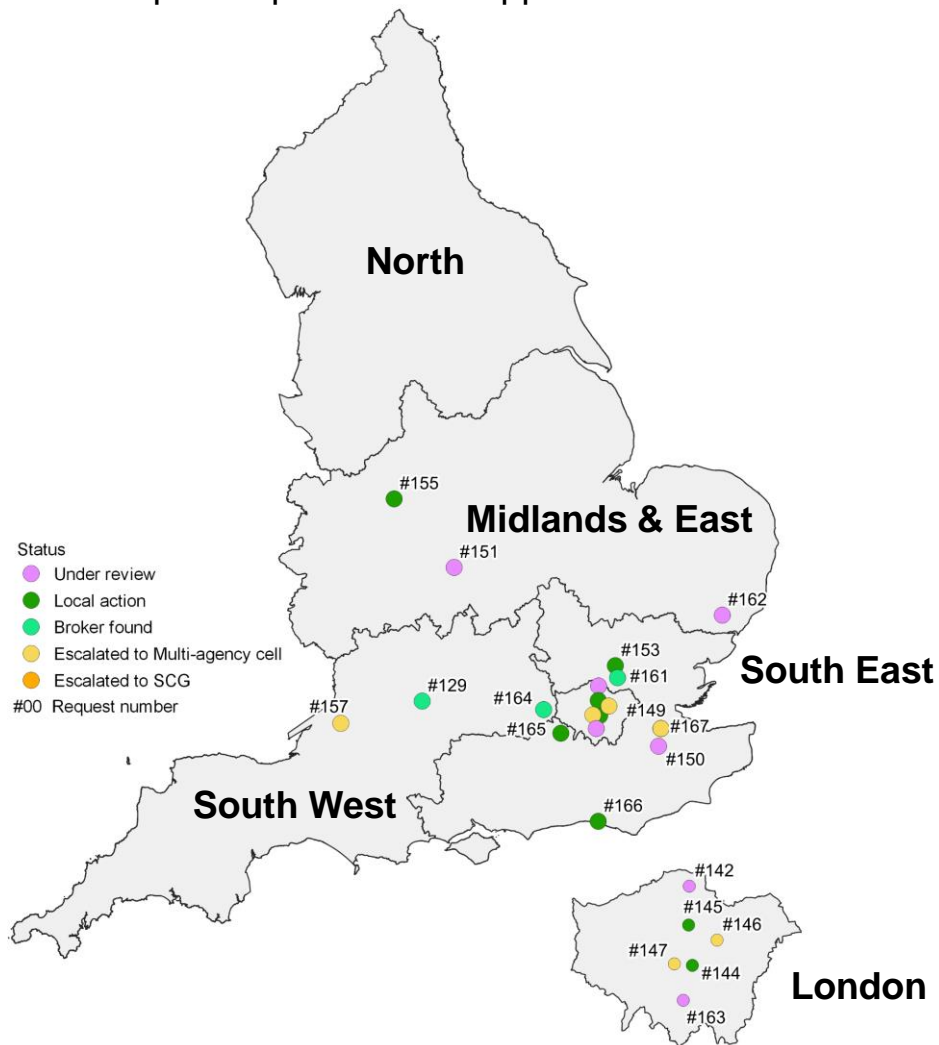 North
#155
Midlands & East
#151
Status
Under review
Local action
Broker found
Escalated to Multi-agency cell
Escalated to SCG
#00 Request number
#162
#153
#161
South East
#129
#164
#149
#157
#165
#167
#150
South West
#166
#142
#145
#146
#147
#144
London
#163